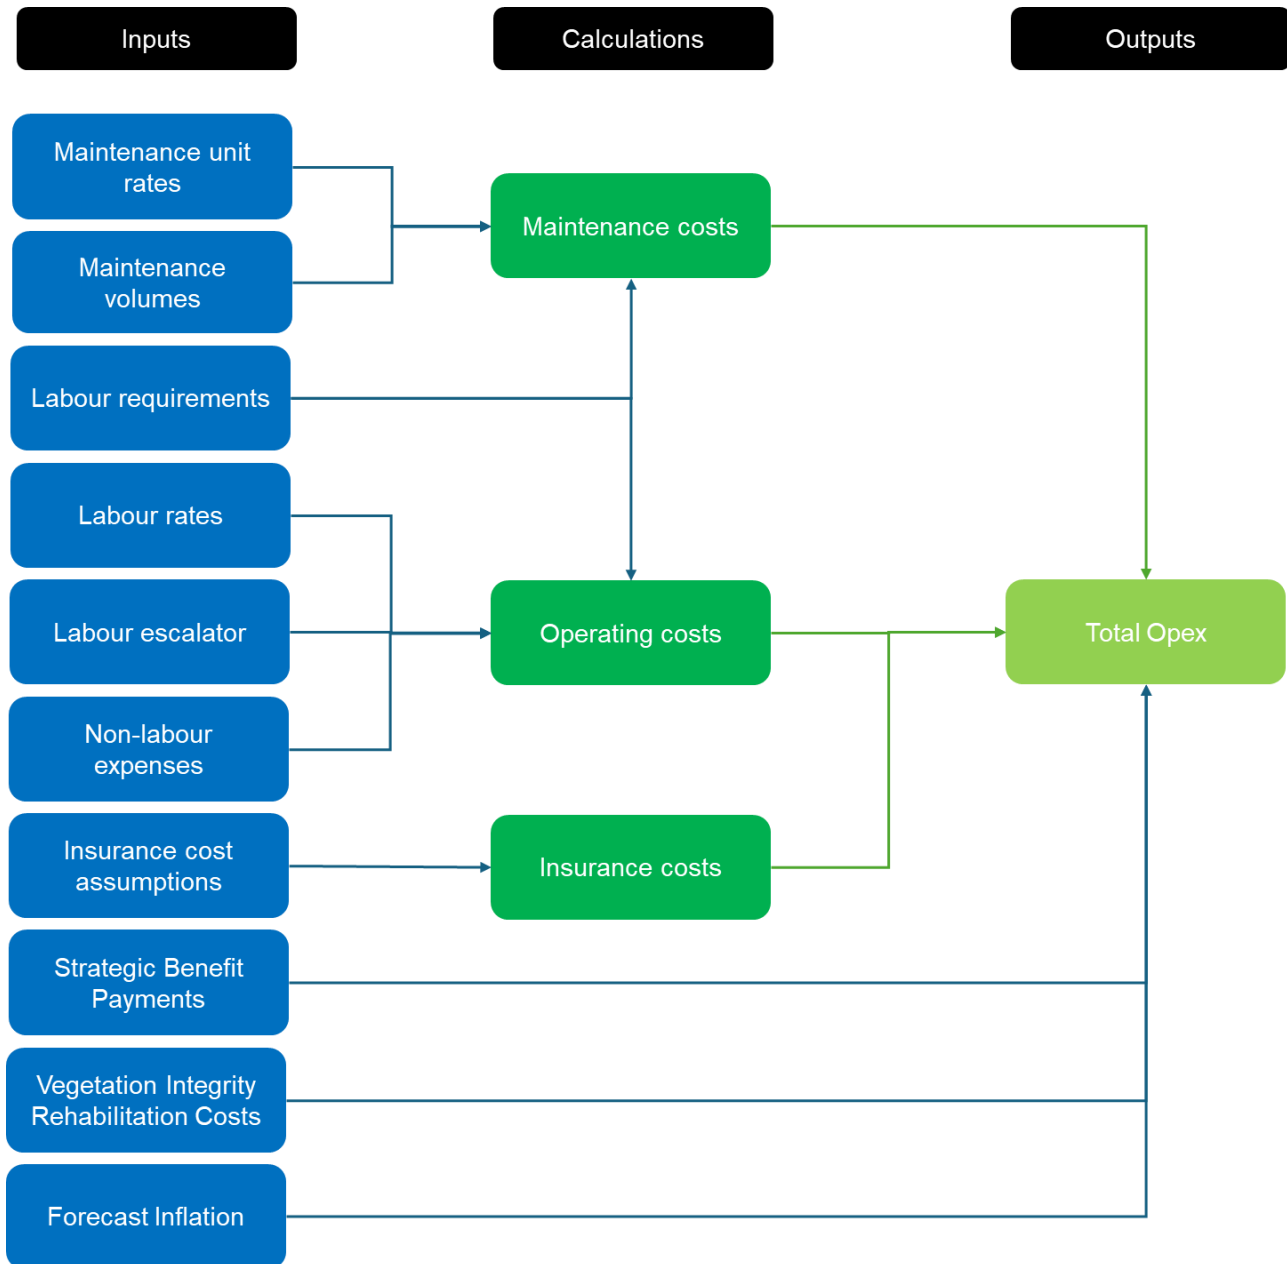 Inputs
Calculations
Outputs
Maintenance unit
rates
Maintenance
volumes
Labour requirements
Labour rates
Labour escalator
Non-labour
expenses
Insurance cost
assumptions
Strategic Benefit
Payments
Vegetation Integrity
Rehabilitation Costs
Forecast Inflation
Maintenance costs
Operating costs
Insurance costs
Total Opex